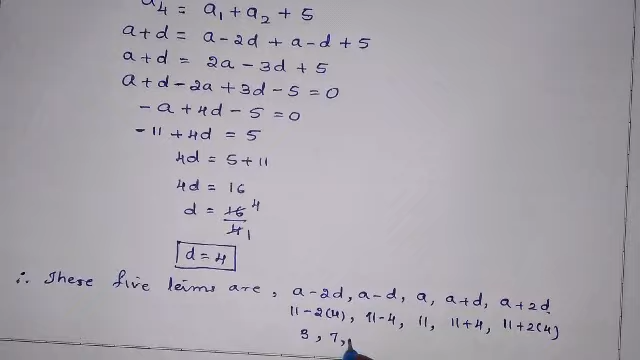 a₄ = a₁ + a₂ + 5
a+d = a-2d + a-d + 5
a+d = 2a - 3d + 5
a+d-2a+3d-5 = 0
-a+4d-5 = 0
-11+4d = 5
4d = 5+11
4d = 16
d = 16/4 4 1
d = 4
∴ These five terms are, a-2d, a-d, a, a+d, a+2d
11-2(4), 11-4, 11, 11+4, 11+2(4)
3, 7,